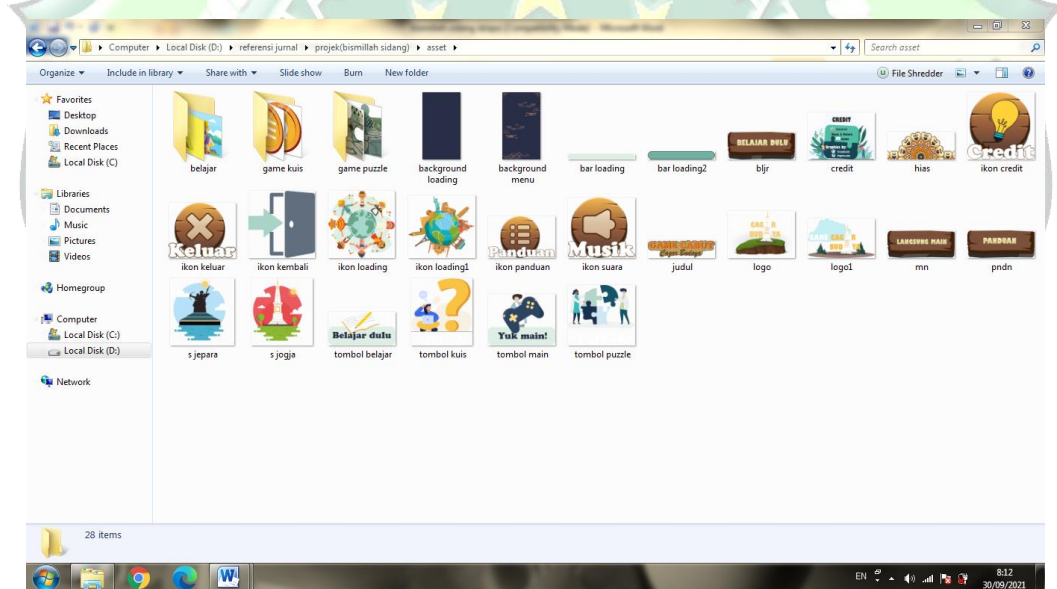 Computer ▸ Local Disk (D:) ▸ referensi jurnal ▸ projek(bismillah sidang) ▸ asset ▸
Search asset
Organize ▾ Include in library ▾ Share with ▾ Slide show Burn New folder
File Shredder
Favorites
Desktop
Downloads
Recent Places
Local Disk (C)
Libraries
Documents
Music
Pictures
Videos
Homegroup
Computer
Local Disk (C:)
Local Disk (D:)
Network
BELAJAR DULU
CREDIT
Credit
belajar
game kuis
game puzzle
background
loading
background
menu
bar loading
bar loading2
bljr
credit
hias
ikon credit
Keluar
Panduan
Musik
GAME CABUT
Cagar Budaya
LANGSUNG MAIN
PANDUAN
ikon keluar
ikon kembali
ikon loading
ikon loading1
ikon panduan
ikon suara
judul
logo
logo1
mn
pndn
Belajar dulu
Yuk main!
s jepara
s jogja
tombol belajar
tombol kuis
tombol main
tombol puzzle
28 items
EN
8:12
30/09/2021